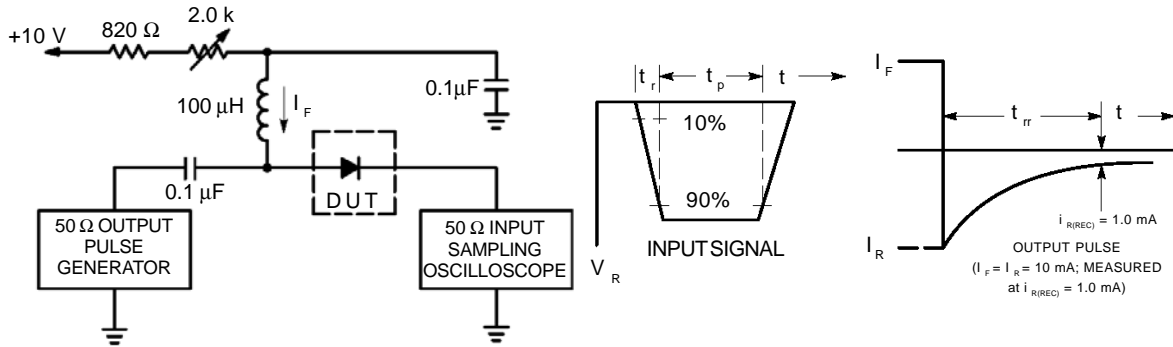 +10 V
820 Ω
2.0 k
100 μH
I F
0.1μF
0.1 μF
DUT
50 Ω OUTPUT
PULSE
GENERATOR
50 Ω INPUT
SAMPLING
OSCILLOSCOPE
t r
t p
t
10%
90%
V R
INPUT SIGNAL
I F
t rr
t
i R(REC) = 1.0 mA
I R
OUTPUT PULSE
(I F = I R = 10 mA; MEASURED
at i R(REC) = 1.0 mA)